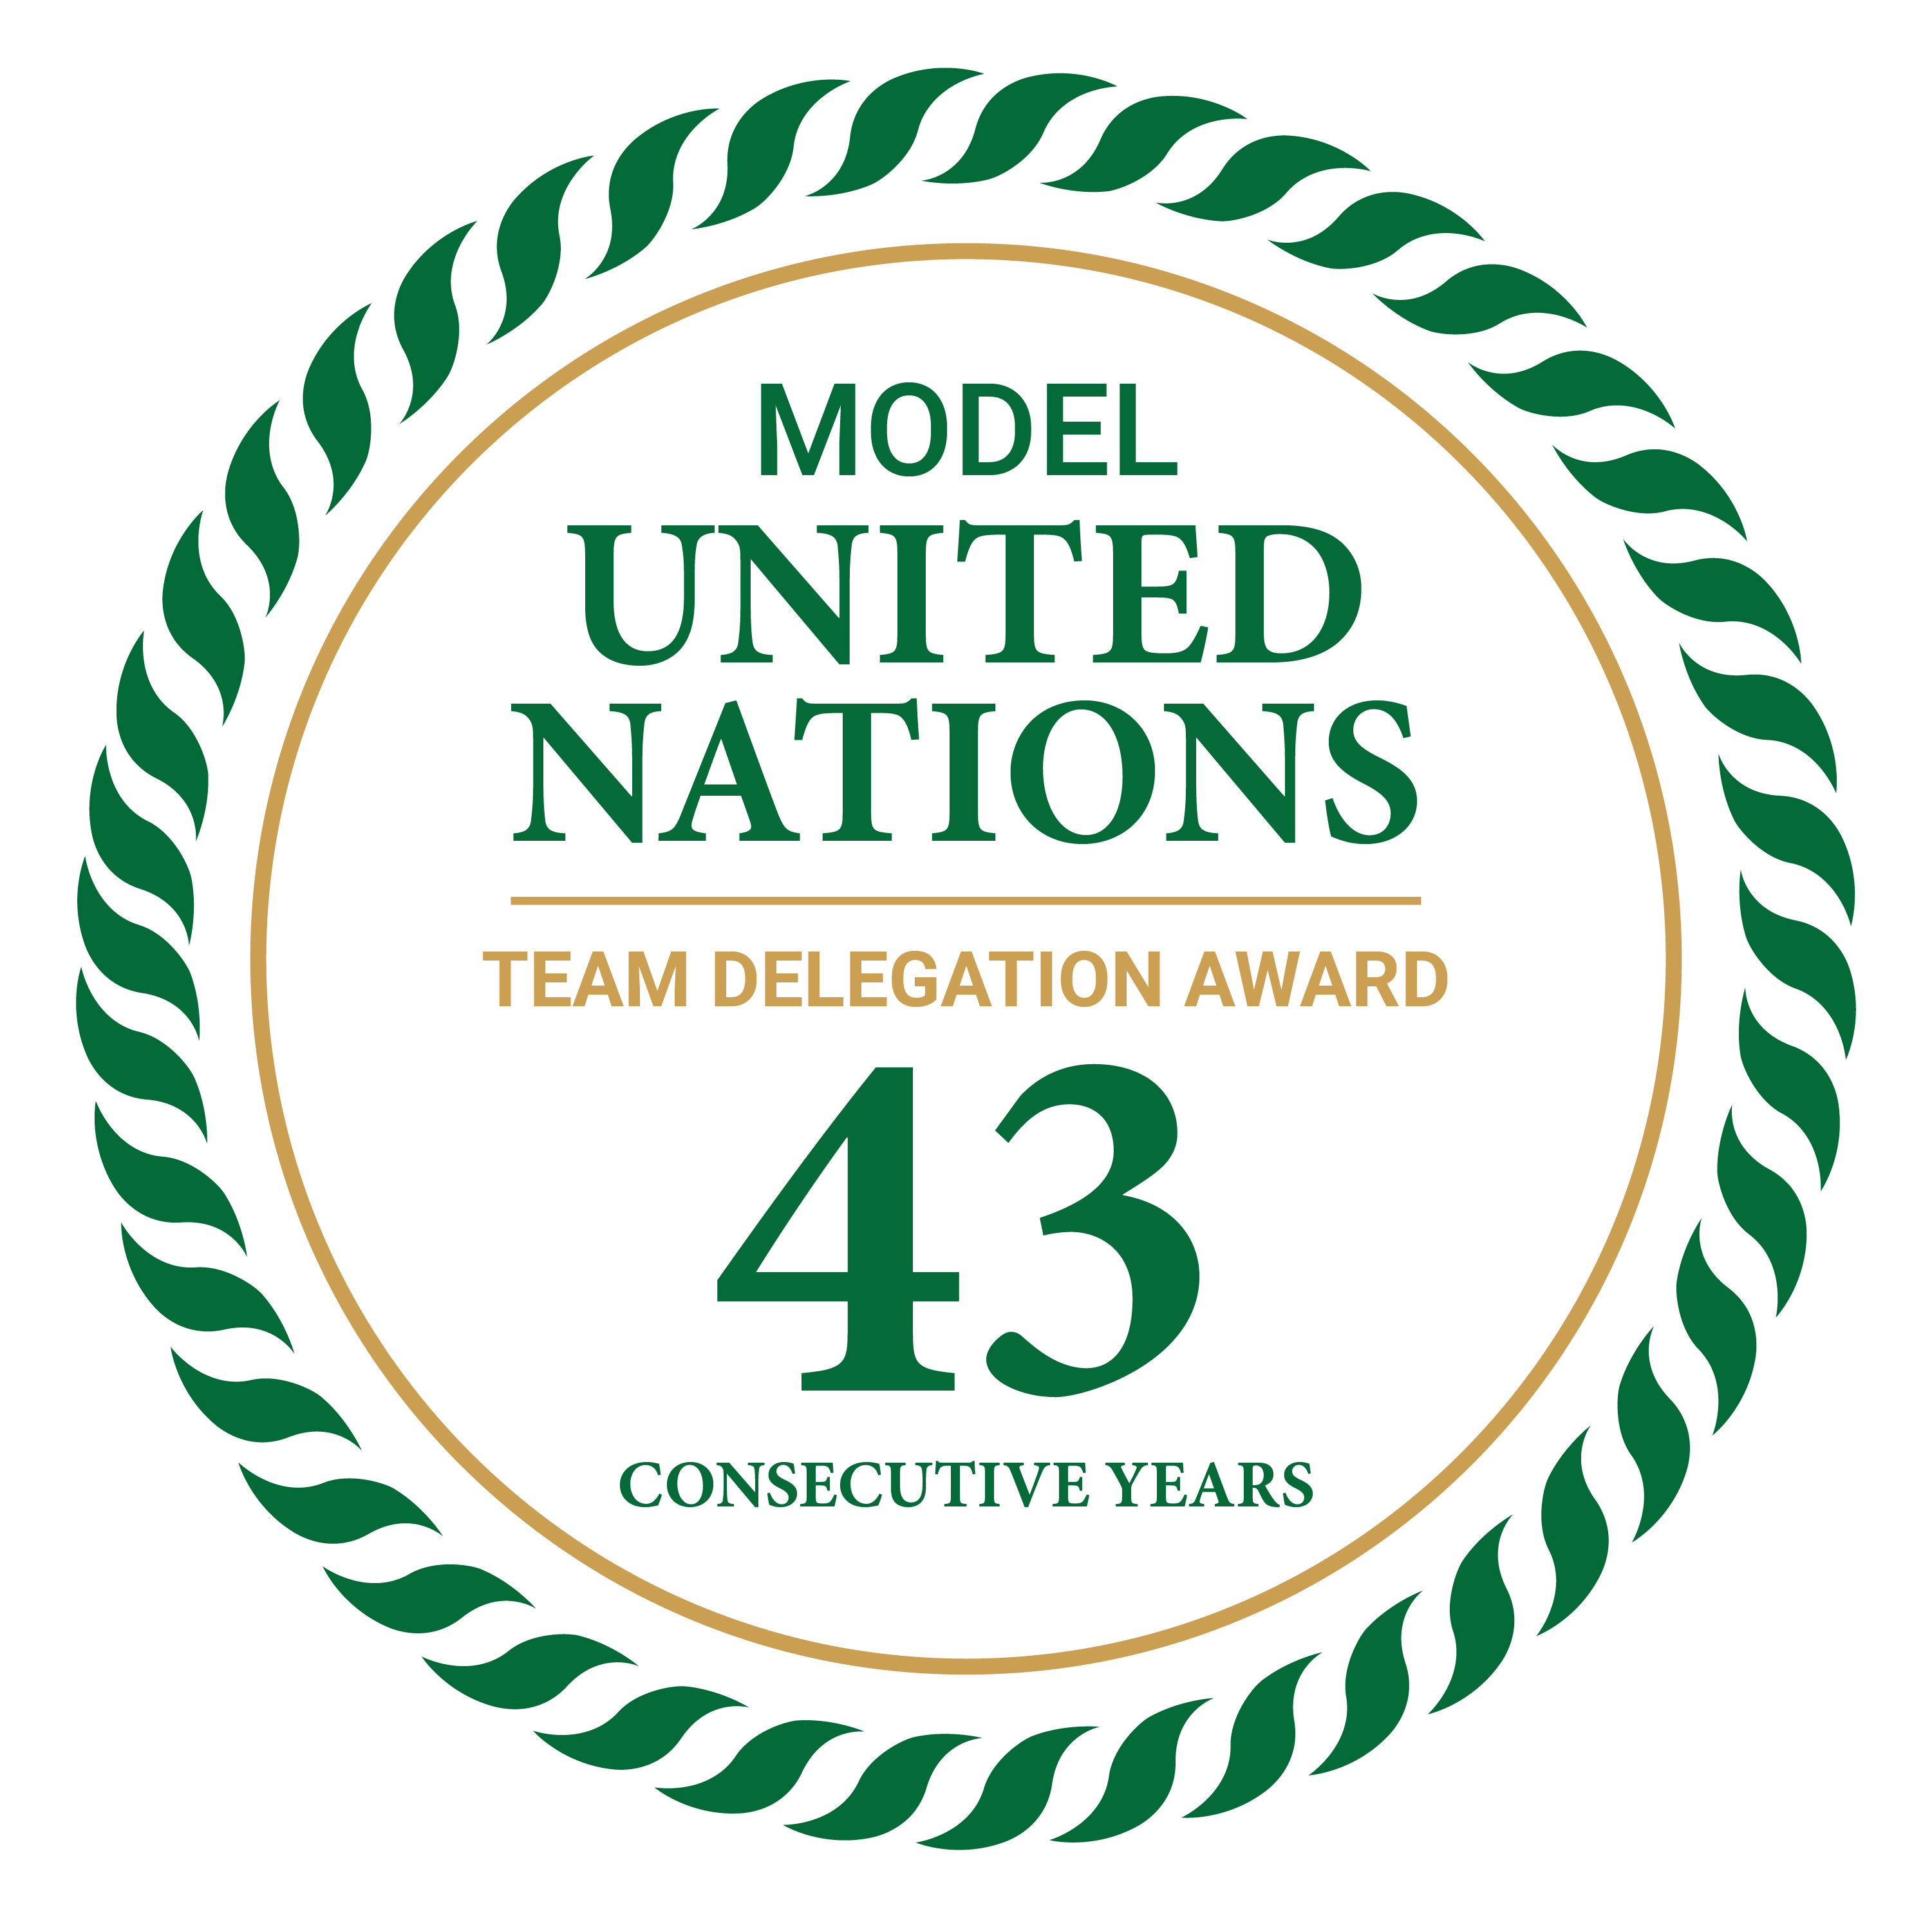 MODEL
UNITED
NATIONS
TEAM DELEGATION AWARD
43
CONSECUTIVE YEARS